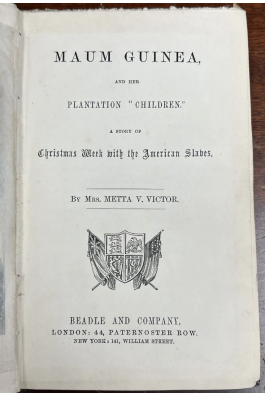 MAUM GUINEA,
AND HER
PLANTATION "CHILDREN."
A STORY OF
Christmas Week with the American Slaves.
BY MRS. METTA V. VICTOR.
BEADLE AND COMPANY,
LONDON: 44, PATERNOSTER ROW.
NEW YORK: 141, WILLIAM STREET.